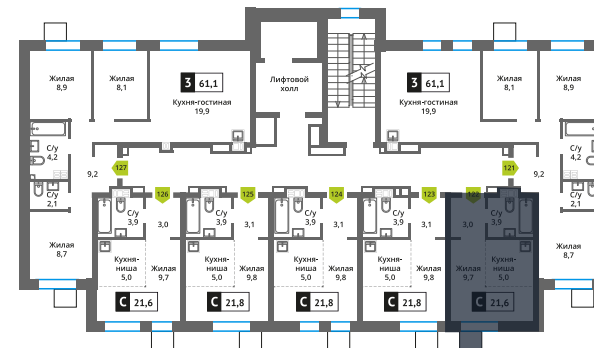 Жилая
8,9
Жилая
8,1
3 61,1
Кухня-гостиная
19,9
Лифтовой
холл
3 61,1
Кухня-гостиная
19,9
Жилая
8,1
Жилая
8,9
С/у
4,2
С/у
4,2
9,2
127
121
9,2
С/у
2,1
С/у
2,1
126
125
124
123
122
С/у
3,9
3,0
С/у
3,9
3,1
С/у
3,9
3,1
С/у
3,9
3,1
3,0
С/у
3,9
Жилая
8,7
Жилая
8,7
Кухня-
ниша
5,0
Жилая
9,7
Кухня-
ниша
5,0
Жилая
9,8
Кухня-
ниша
5,0
Жилая
9,8
Кухня-
ниша
5,0
Жилая
9,8
Жилая
9,7
Кухня-
ниша
5,0
С 21,6
С 21,8
С 21,8
С 21,8
С 21,6